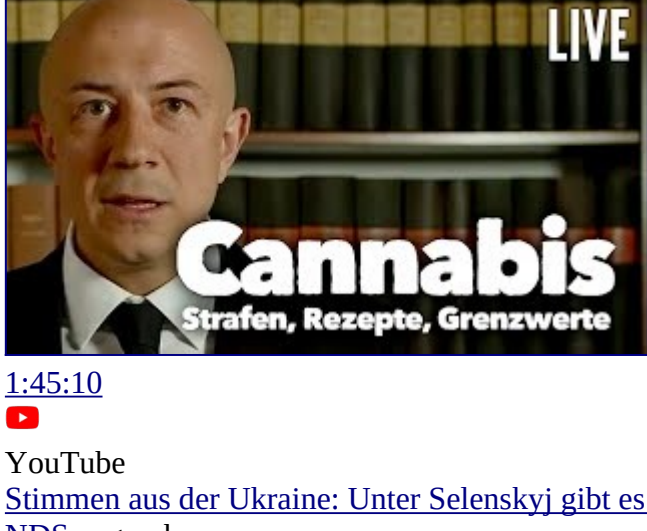 LIVE
Cannabis
Strafen, Rezepte, Grenzwerte
1:45:10
YouTube
Stimmen aus der Ukraine: Unter Selenskyj gibt es